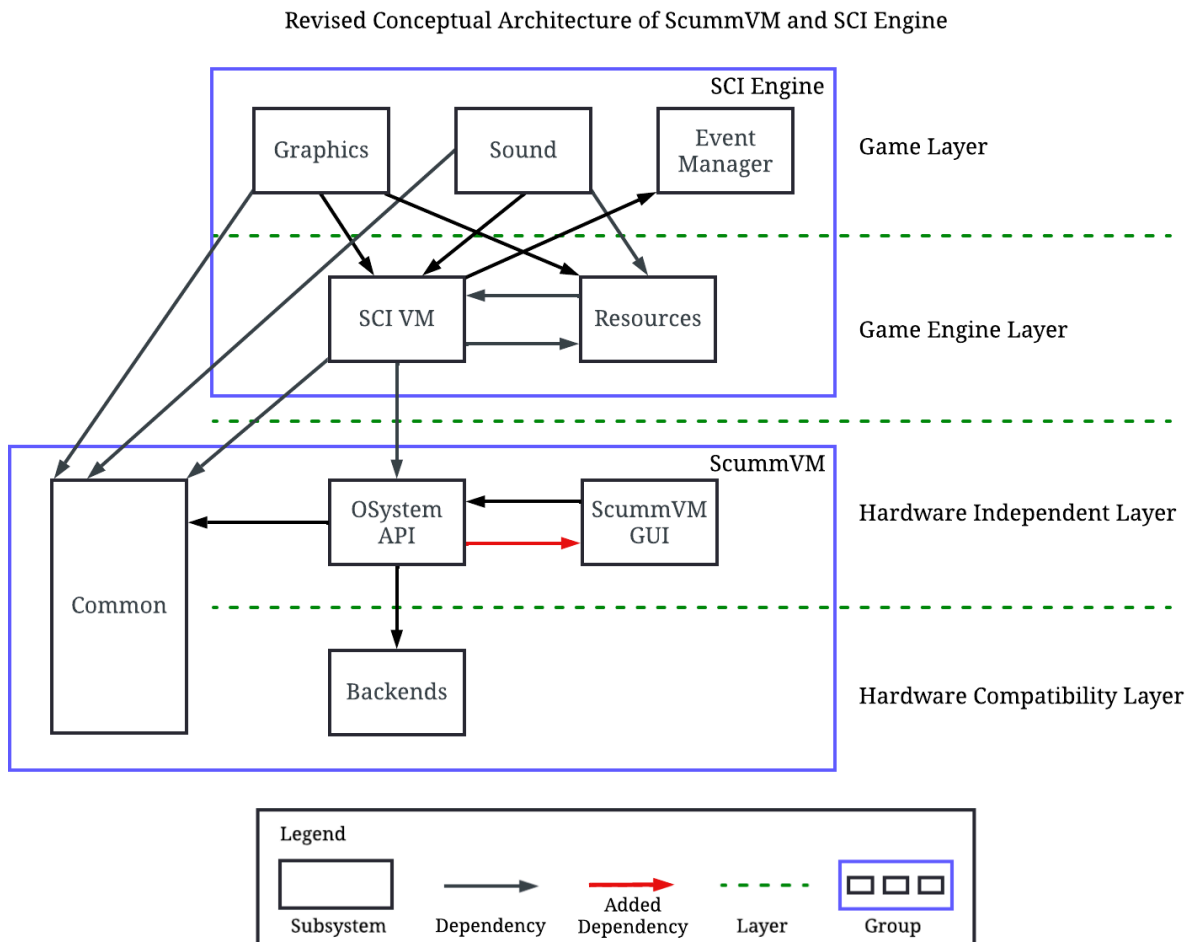 Revised Conceptual Architecture of ScummVM and SCI Engine
SCI Engine
Graphics
Sound
Event
Manager
Game Layer
SCI VM
Resources
Game Engine Layer
ScummVM
OSystem
API
ScummVM
GUI
Hardware Independent Layer
Common
Backends
Hardware Compatibility Layer
Legend
Subsystem
Dependency
Added
Dependency
Layer
Group